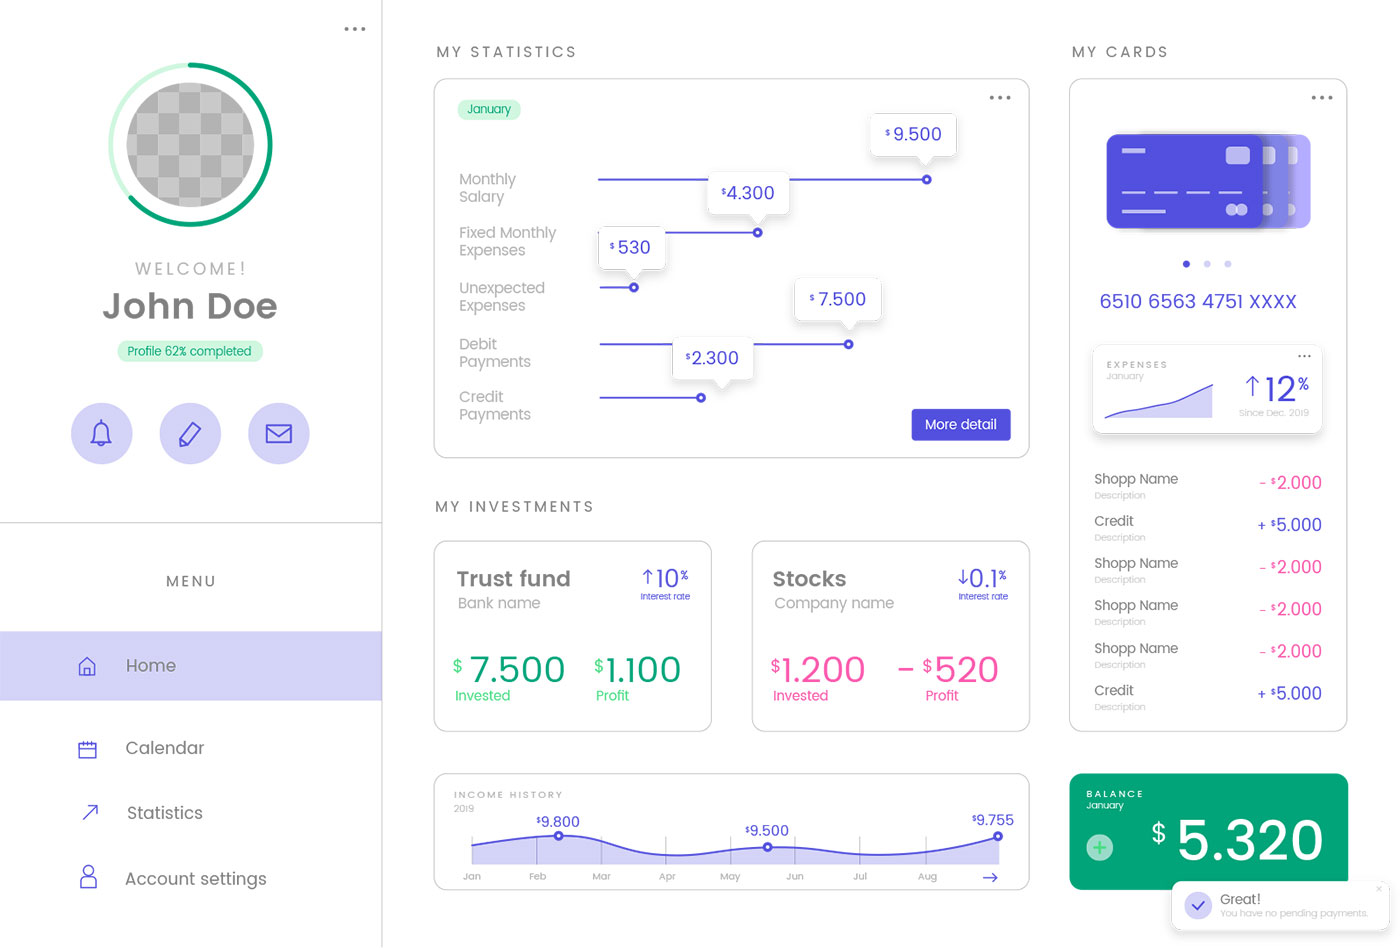 WELCOME!
John Doe
Profile 62% completed
MENU
Home
Calendar
Statistics
Account settings
MY STATISTICS
January
Monthly
Salary
$9.500
Fixed Monthly
Expenses
$4.300
Unexpected
Expenses
$530
Debit
Payments
$7.500
Credit
Payments
$2.300
More detail
MY INVESTMENTS
Trust fund
Bank name
↑10%
Interest rate
$7.500
Invested
$1.100
Profit
Stocks
Company name
↓0.1%
Interest rate
$1.200
Invested
- $520
Profit
INCOME HISTORY
2019
$9.800
$9.500
$9.755
Jan Feb Mar Apr May Jun Jul Aug →
MY CARDS
6510 6563 4751 XXXX
EXPENSES
January
↑12%
Since Dec. 2019
Shopp Name - $2.000
Description
Credit + $5.000
Description
Shopp Name - $2.000
Description
Shopp Name - $2.000
Description
Shopp Name - $2.000
Description
Credit + $5.000
Description
BALANCE
January
+ $5.320
Great!
You have no pending payments.